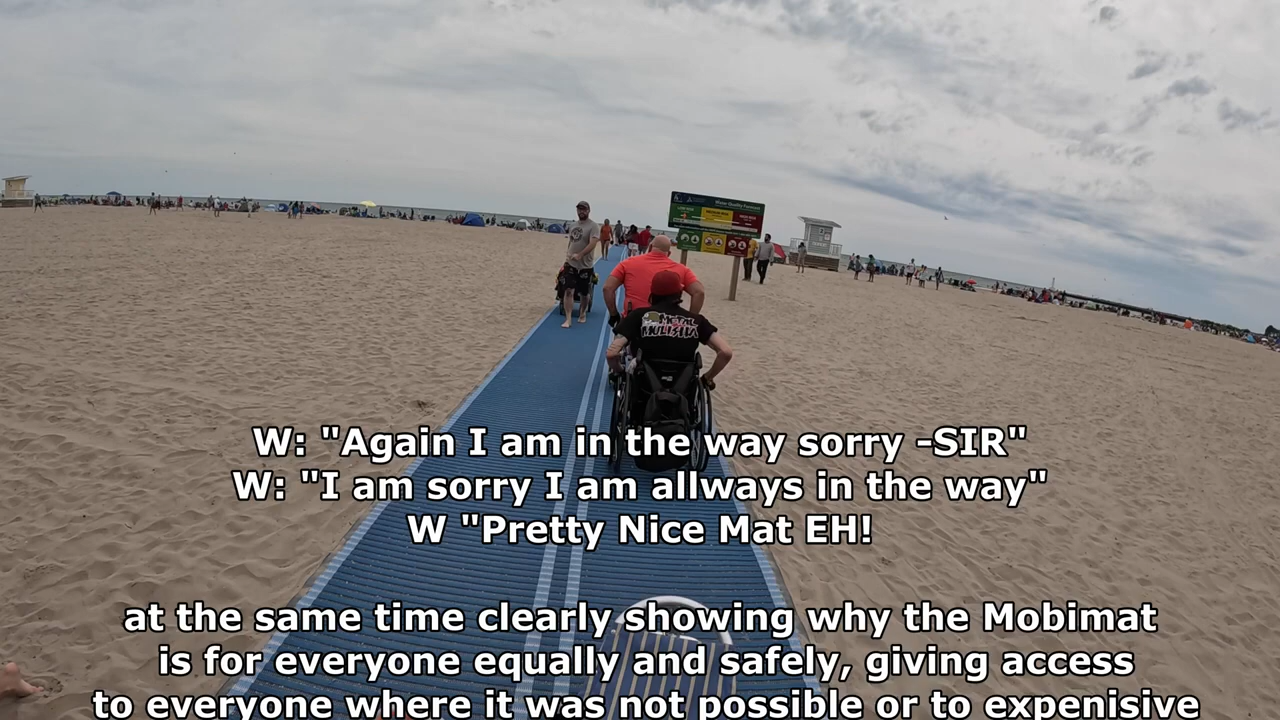 METAL
MULISHA
W: "Again I am in the way sorry -SIR"
W: "I am sorry I am allways in the way"
W "Pretty Nice Mat EH!
at the same time clearly showing why the Mobimat
is for everyone equally and safely, giving access
to everyone where it was not possible or to expenisive